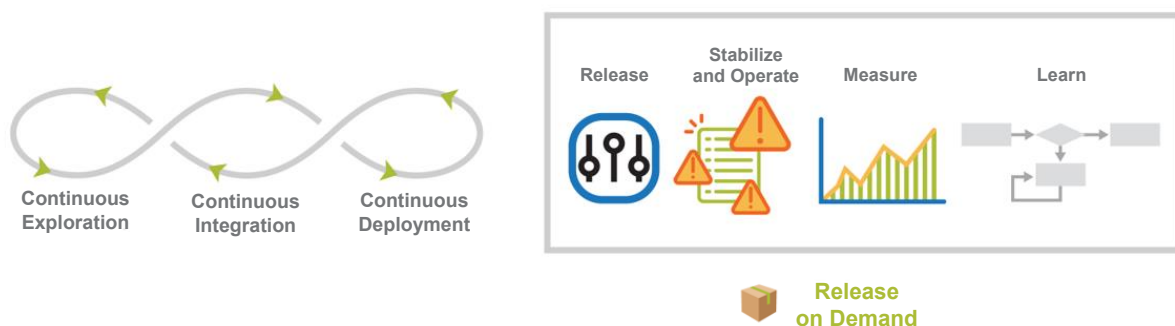 Continuous
Exploration
Continuous
Integration
Continuous
Deployment
Release
Stabilize
and Operate
Measure
Learn
Release
on Demand